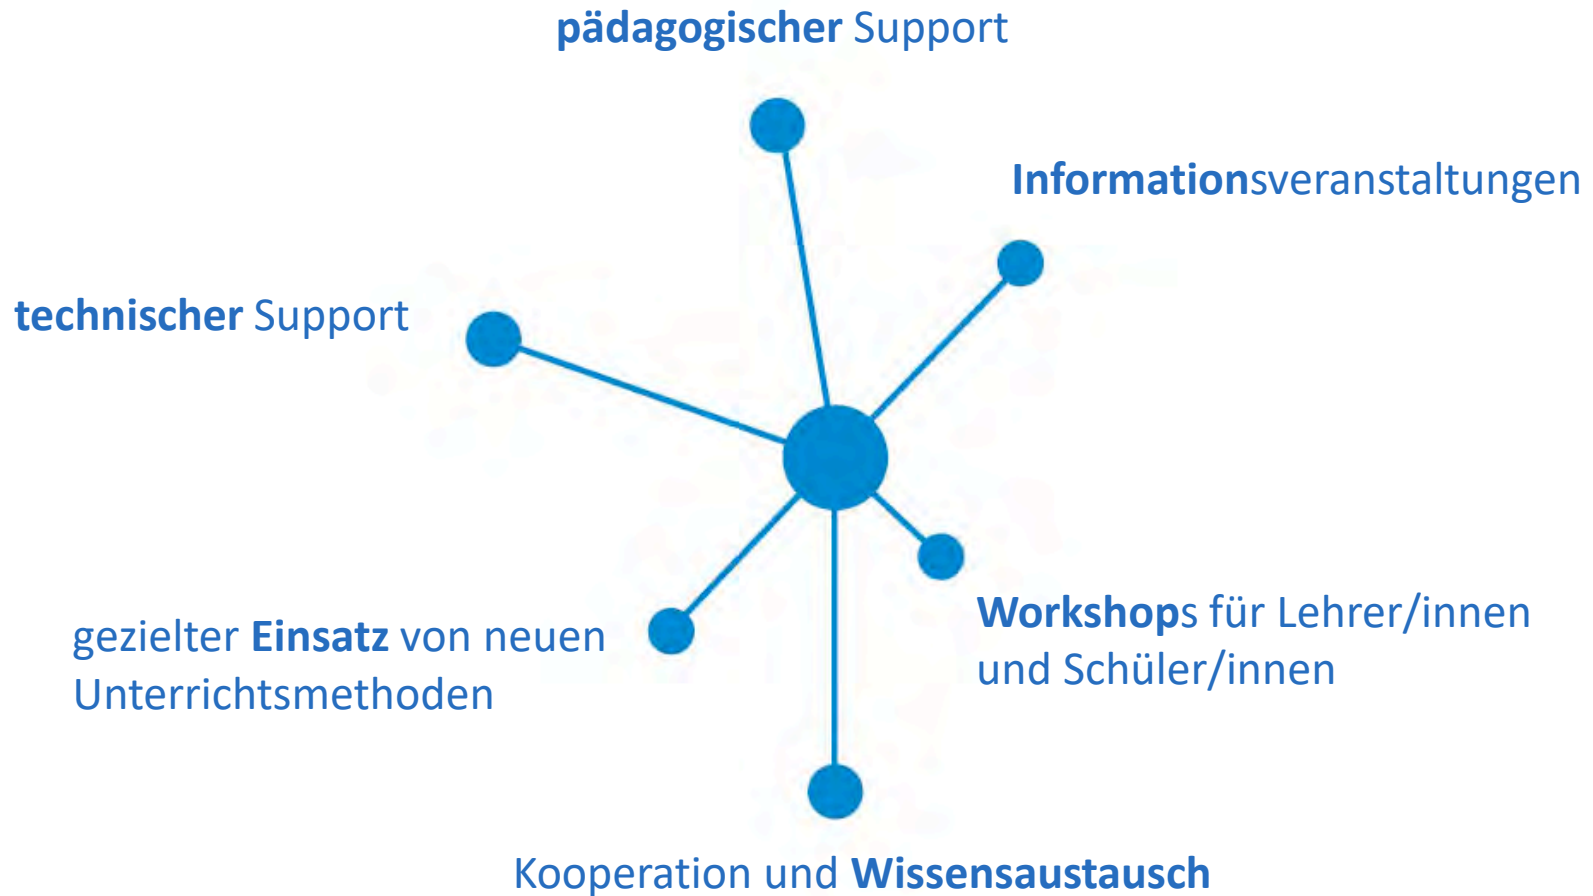 pädagogischer Support
Informationsveranstaltungen
technischer Support
Workshops für Lehrer/innen
und Schüler/innen
gezielter Einsatz von neuen
Unterrichtsmethoden
Kooperation und Wissensaustausch